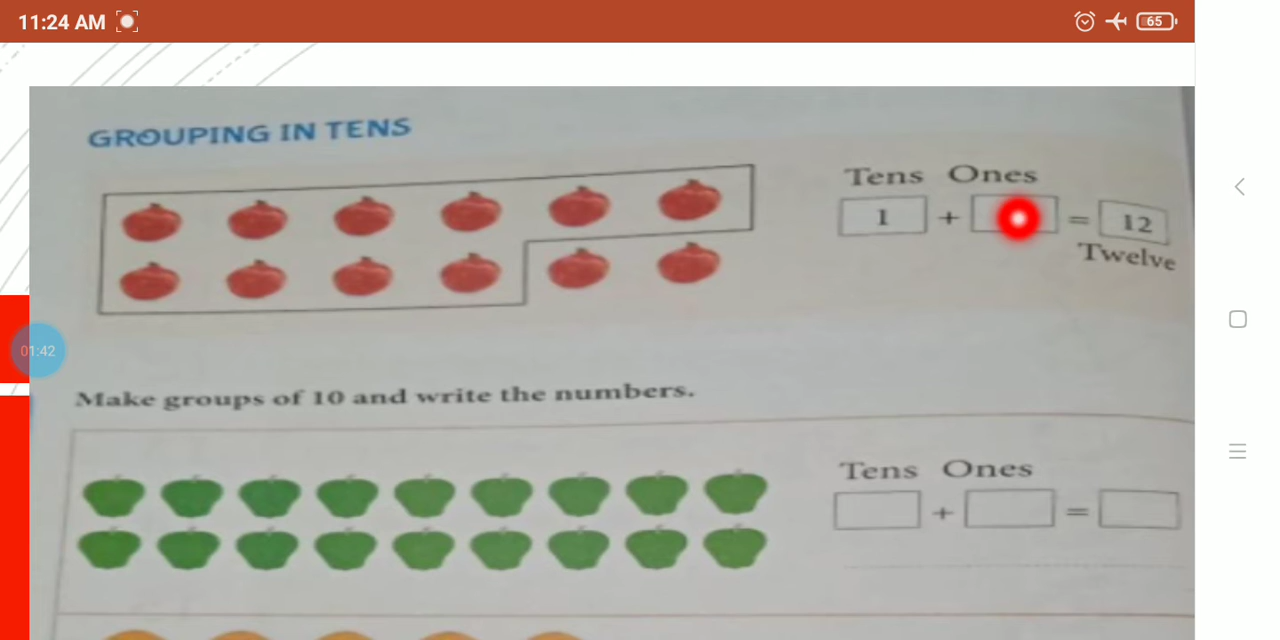 11:24 AM
65
GROUPING IN TENS
Tens Ones
1 + = 12
Twelve
01:42
Make groups of 10 and write the numbers.
Tens Ones
+ =